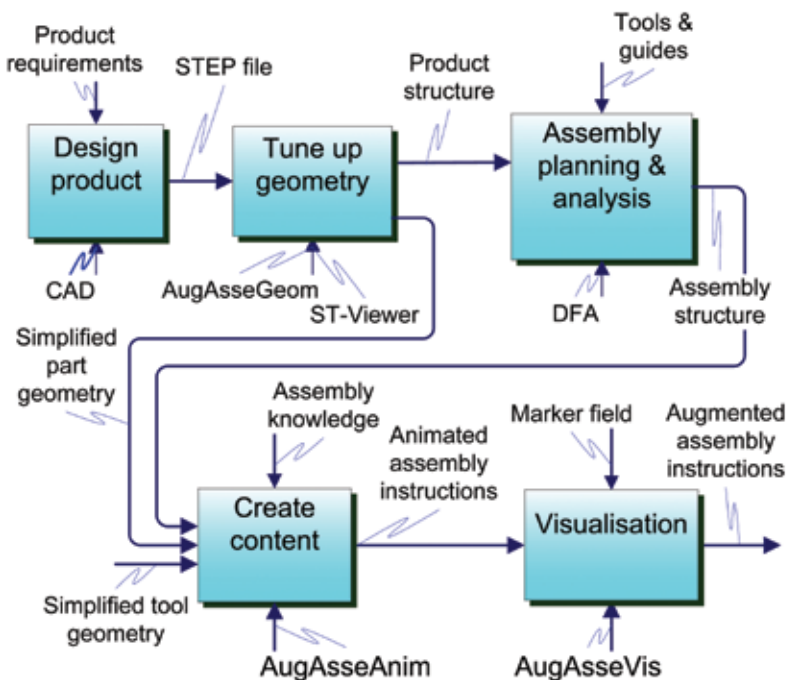 Product
requirements
STEP file
Product
structure
Tools &
guides
Design
product
Tune up
geometry
Assembly
planning &
analysis
CAD
AugAsseGeom
ST-Viewer
DFA
Assembly
structure
Simplified
part
geometry
Assembly
knowledge
Animated
assembly
instructions
Marker field
Augmented
assembly
instructions
Create
content
Visualisation
Simplified tool
geometry
AugAsseAnim
AugAsseVis